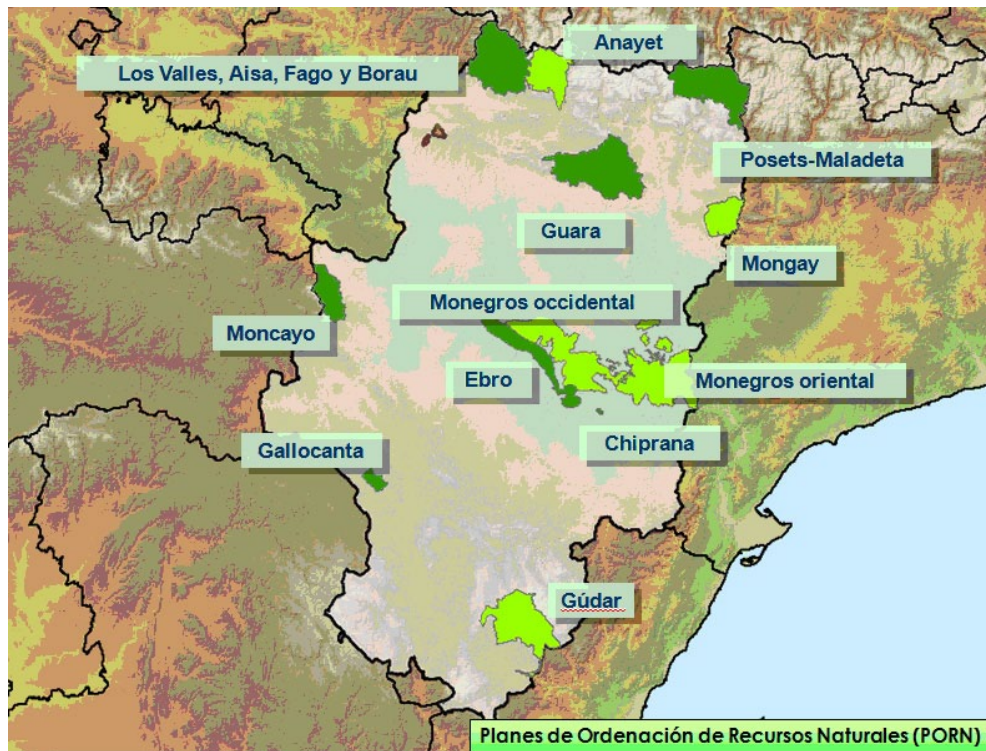 Anayet
Los Valles, Aisa, Fago y Borau
Posets-Maladeta
Guara
Mongay
Monegros occidental
Moncayo
Ebro
Monegros oriental
Chiprana
Gallocanta
Gúdar
Planes de Ordenación de Recursos Naturales (PORN)